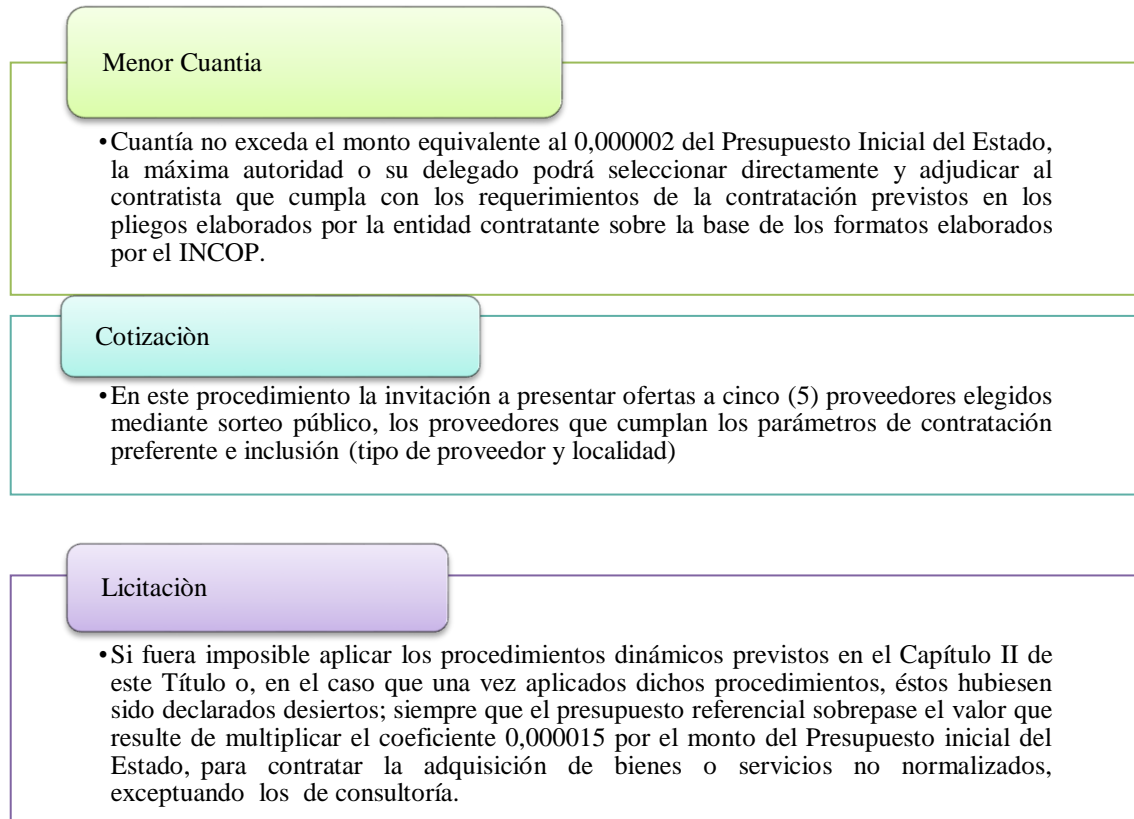 Menor Cuantia
•Cuantía no exceda el monto equivalente al 0,000002 del Presupuesto Inicial del Estado,
la máxima autoridad o su delegado podrá seleccionar directamente y adjudicar al
contratista que cumpla con los requerimientos de la contratación previstos en los
pliegos elaborados por la entidad contratante sobre la base de los formatos elaborados
por el INCOP.
Cotizaciòn
•En este procedimiento la invitación a presentar ofertas a cinco (5) proveedores elegidos
mediante sorteo público, los proveedores que cumplan los parámetros de contratación
preferente e inclusión (tipo de proveedor y localidad)
Licitaciòn
•Si fuera imposible aplicar los procedimientos dinámicos previstos en el Capítulo II de
este Título o, en el caso que una vez aplicados dichos procedimientos, éstos hubiesen
sido declarados desiertos; siempre que el presupuesto referencial sobrepase el valor que
resulte de multiplicar el coeficiente 0,000015 por el monto del Presupuesto inicial del
Estado, para contratar la adquisición de bienes o servicios no normalizados,
exceptuando los de consultoría.